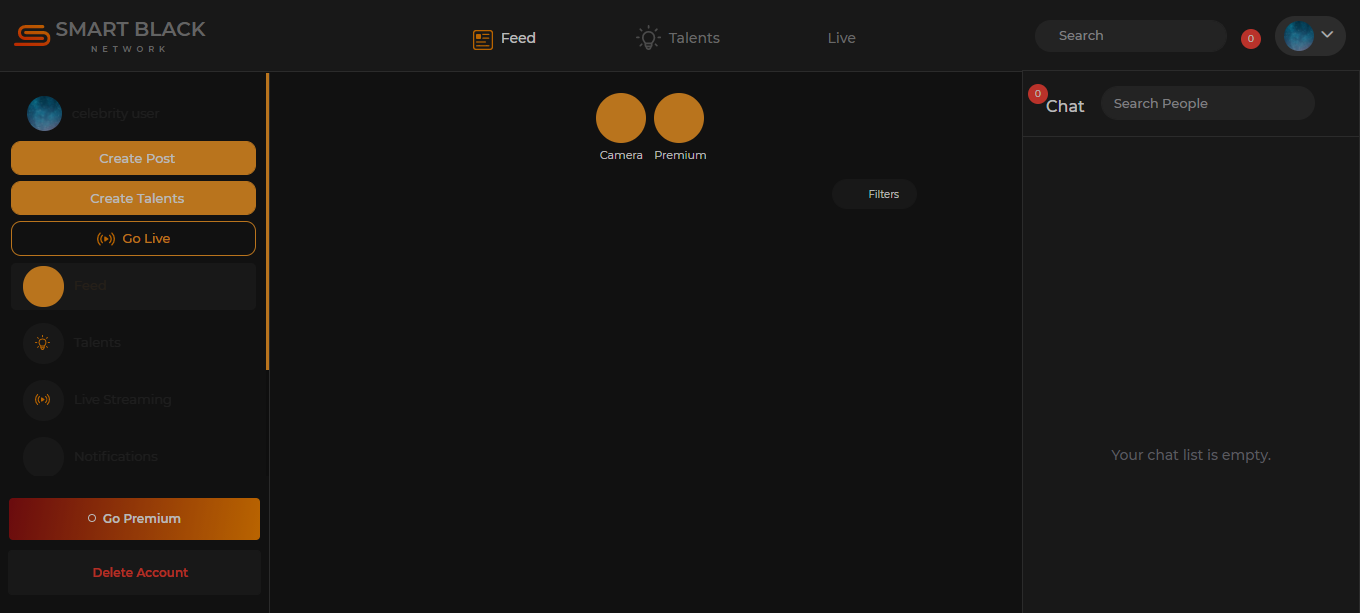 SMART BLACK
NETWORK
Feed
Talents
Live
Search
0
celebrity user
Create Post
Create Talents
Go Live
Feed
Talents
Live Streaming
Notifications
Go Premium
Delete Account
Camera
Premium
Filters
0
Chat
Search People
Your chat list is empty.